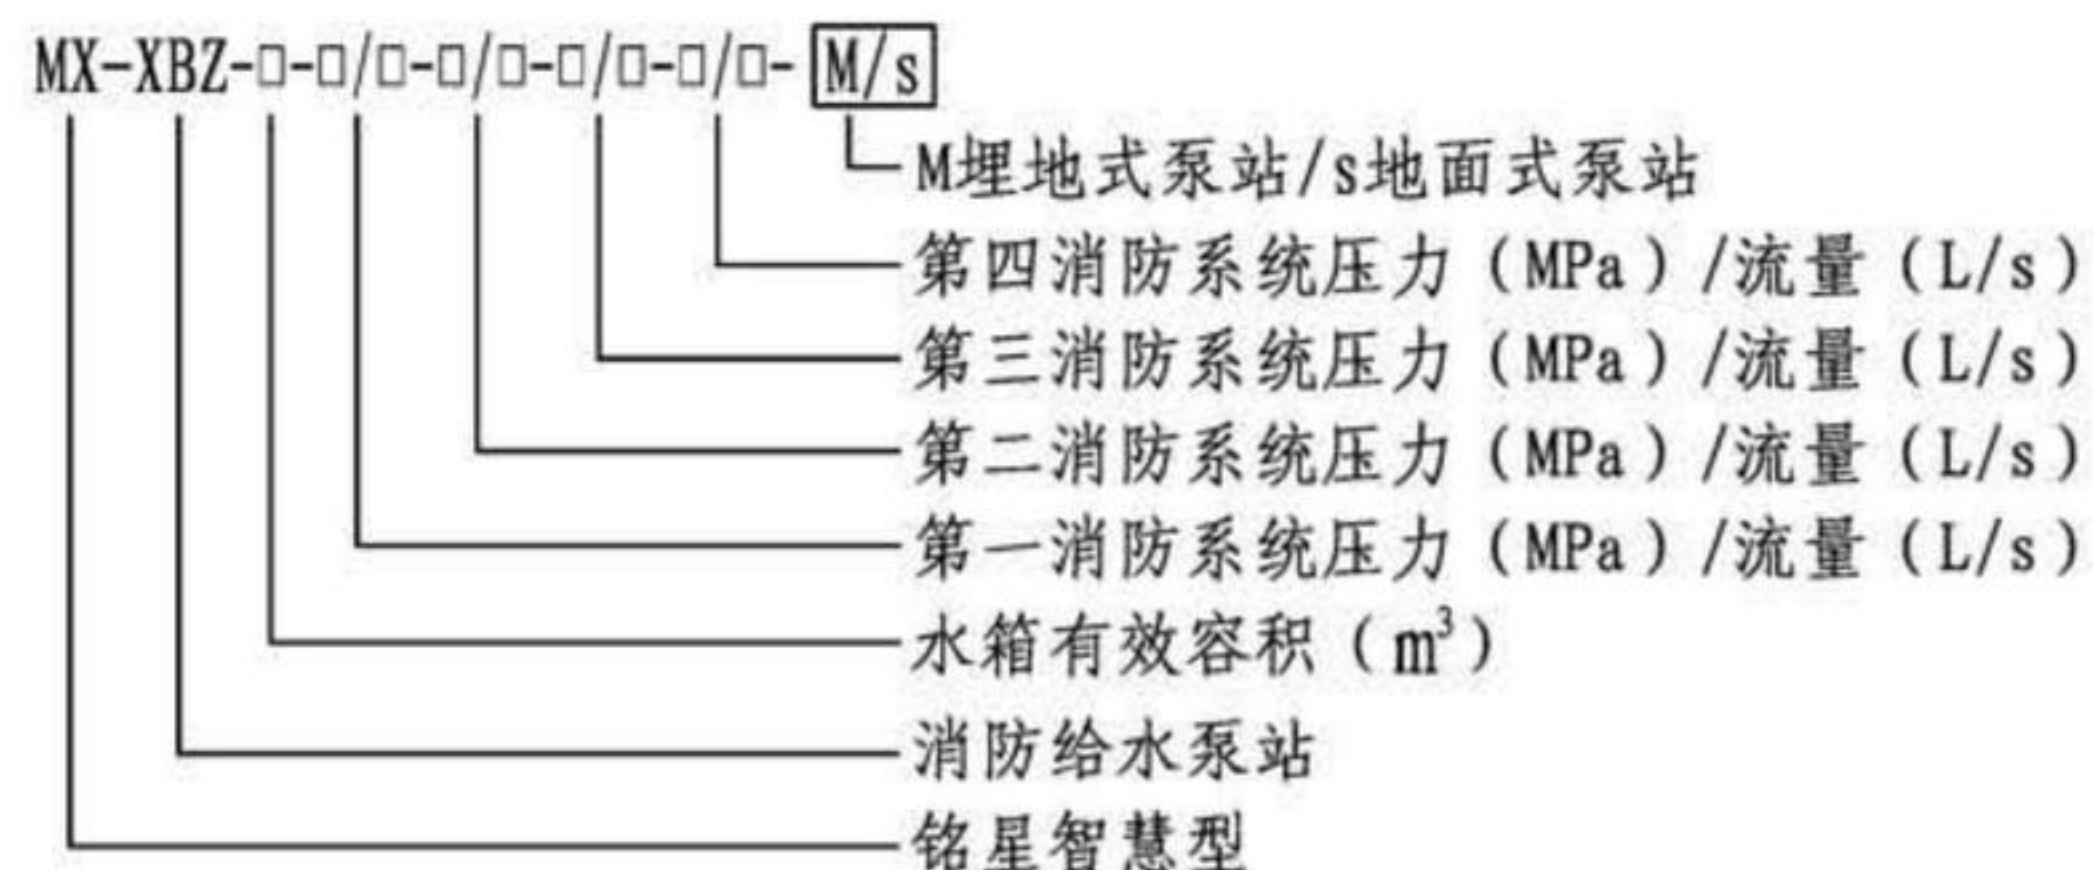 MX-XBZ-□-□/□-□/□-□/□-□/□- M/s
M埋地式泵站/s地面式泵站
第四消防系统压力（MPa）/流量（L/s）
第三消防系统压力（MPa）/流量（L/s）
第二消防系统压力（MPa）/流量（L/s）
第一消防系统压力（MPa）/流量（L/s）
水箱有效容积（m³）
消防给水泵站
铭星智慧型